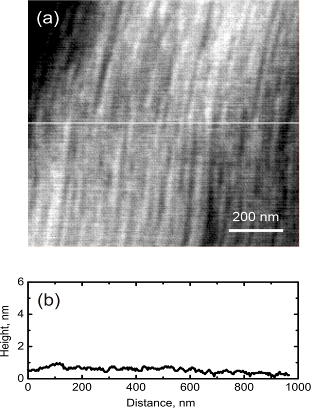 (a)
200 nm
(b)
6
4
2
0
Height, nm
0 200 400 600 800 1000
Distance, nm